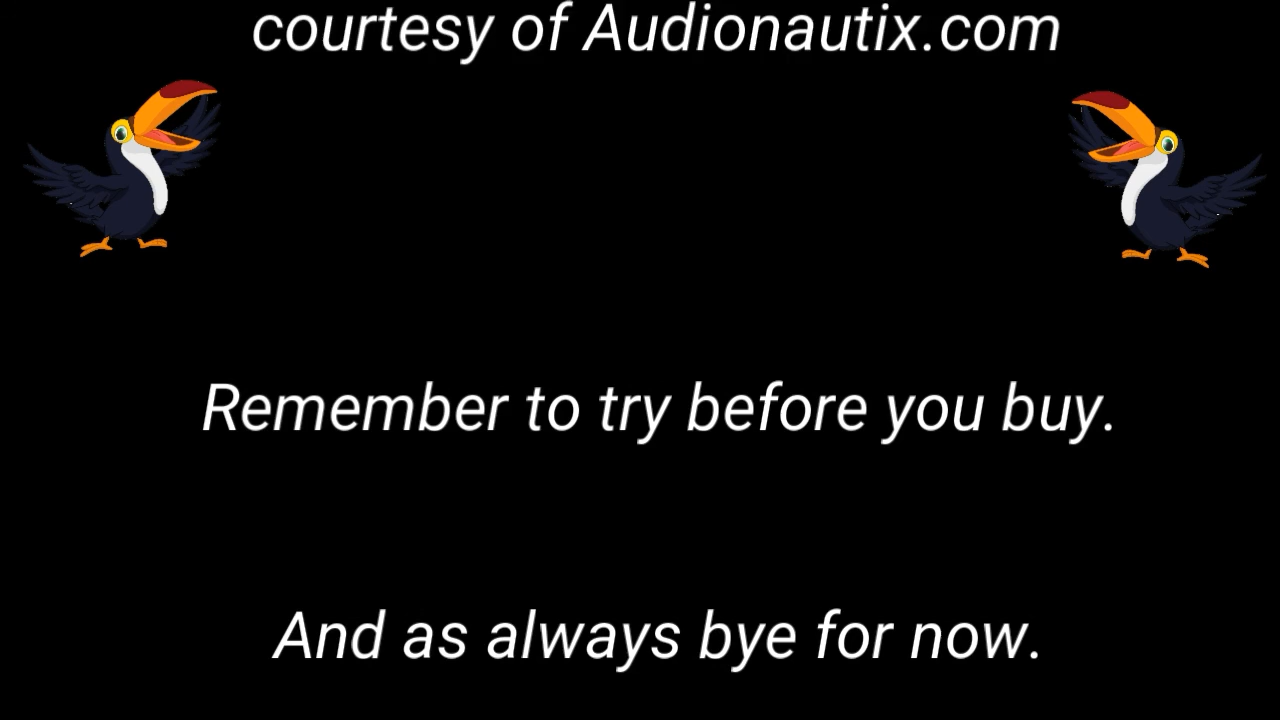 courtesy of Audionautix.com
Remember to try before you buy.
And as always bye for now.